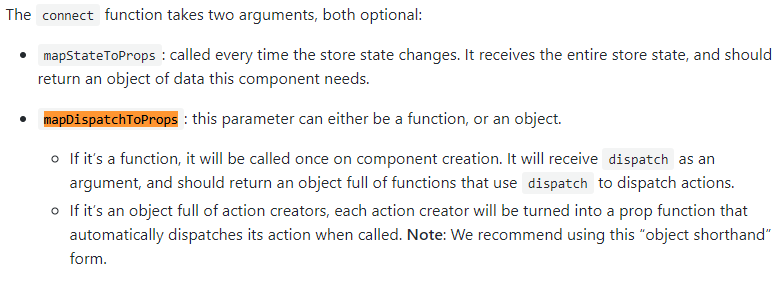 The connect function takes two arguments, both optional:
• mapStateToProps : called every time the store state changes. It receives the entire store state, and should
return an object of data this component needs.
• mapDispatchToProps : this parameter can either be a function, or an object.
○ If it’s a function, it will be called once on component creation. It will receive dispatch as an
argument, and should return an object full of functions that use dispatch to dispatch actions.
○ If it’s an object full of action creators, each action creator will be turned into a prop function that
automatically dispatches its action when called. Note: We recommend using this “object shorthand”
form.